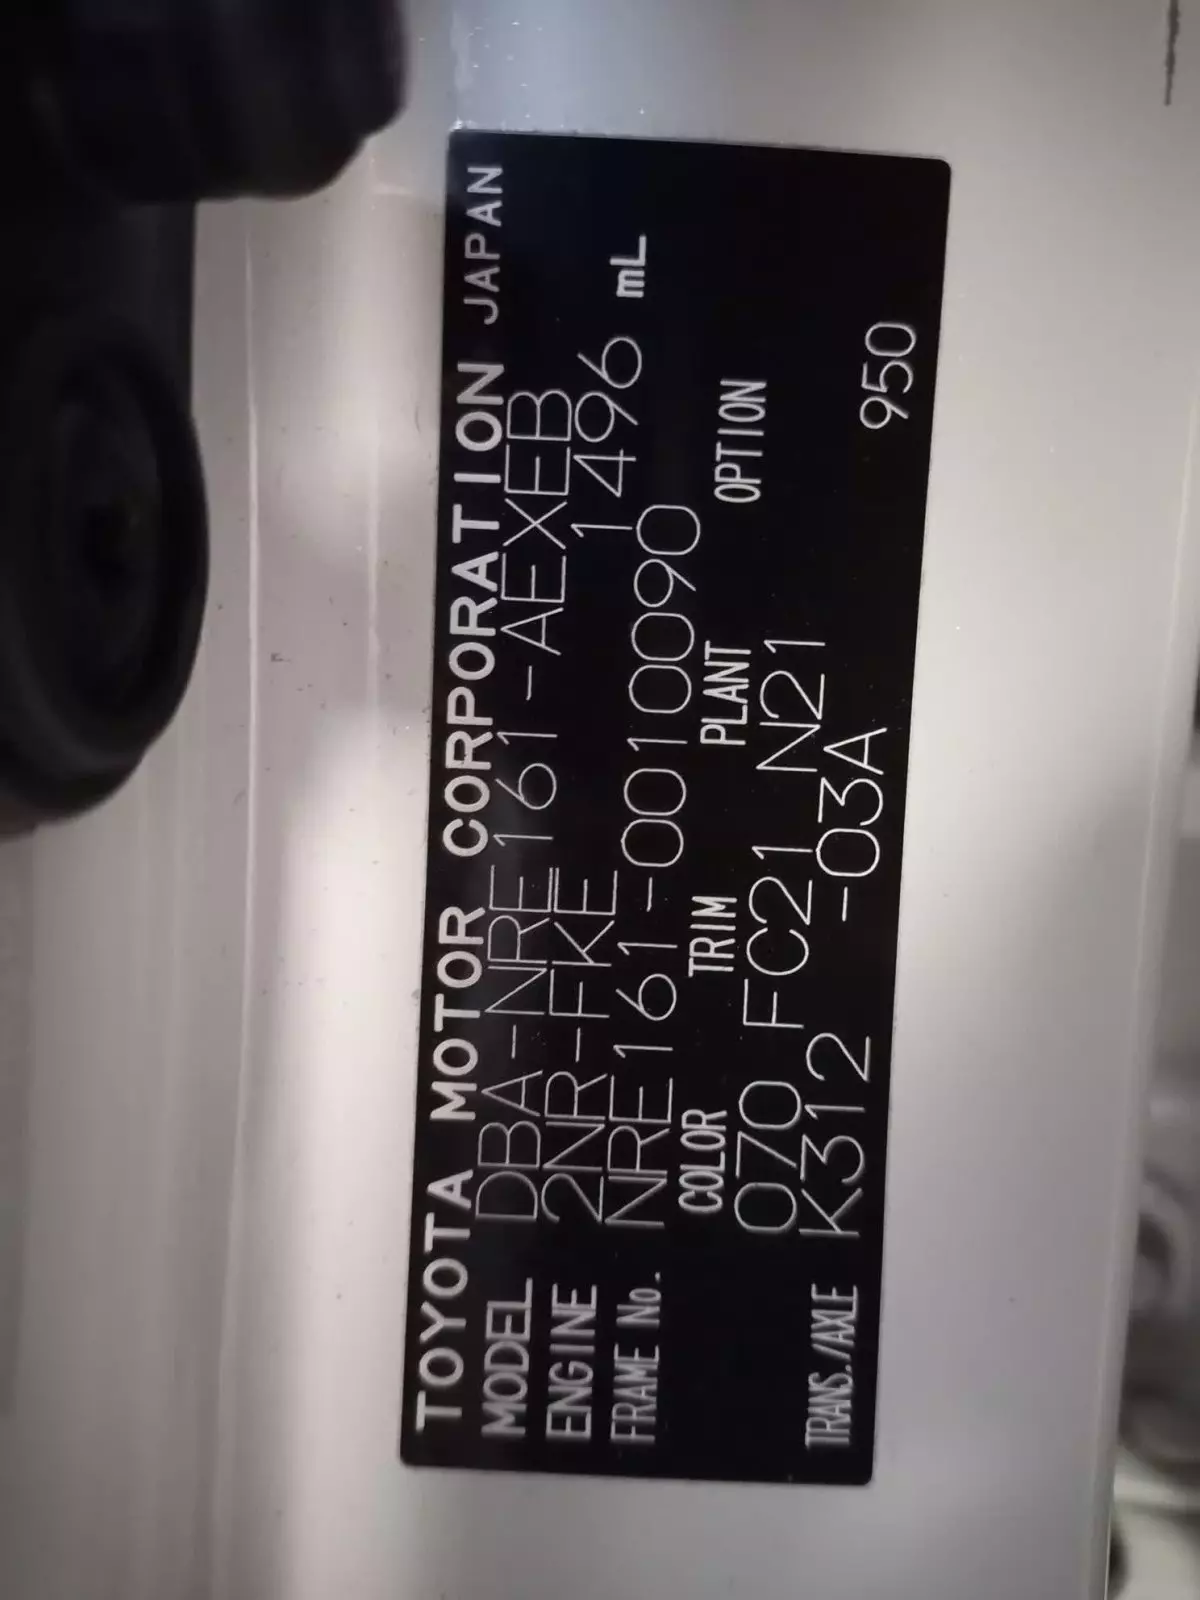 TOYOTA MOTOR CORPORATION JAPAN
MODEL DBA-NRE161-AEXEB
ENGINE 2NR-FKE 1496 mL
FRAME No. NRE161-0010090
COLOR TRIM PLANT OPTION
070 FC21 N21
TRANS./AXLE K312 -03A 950